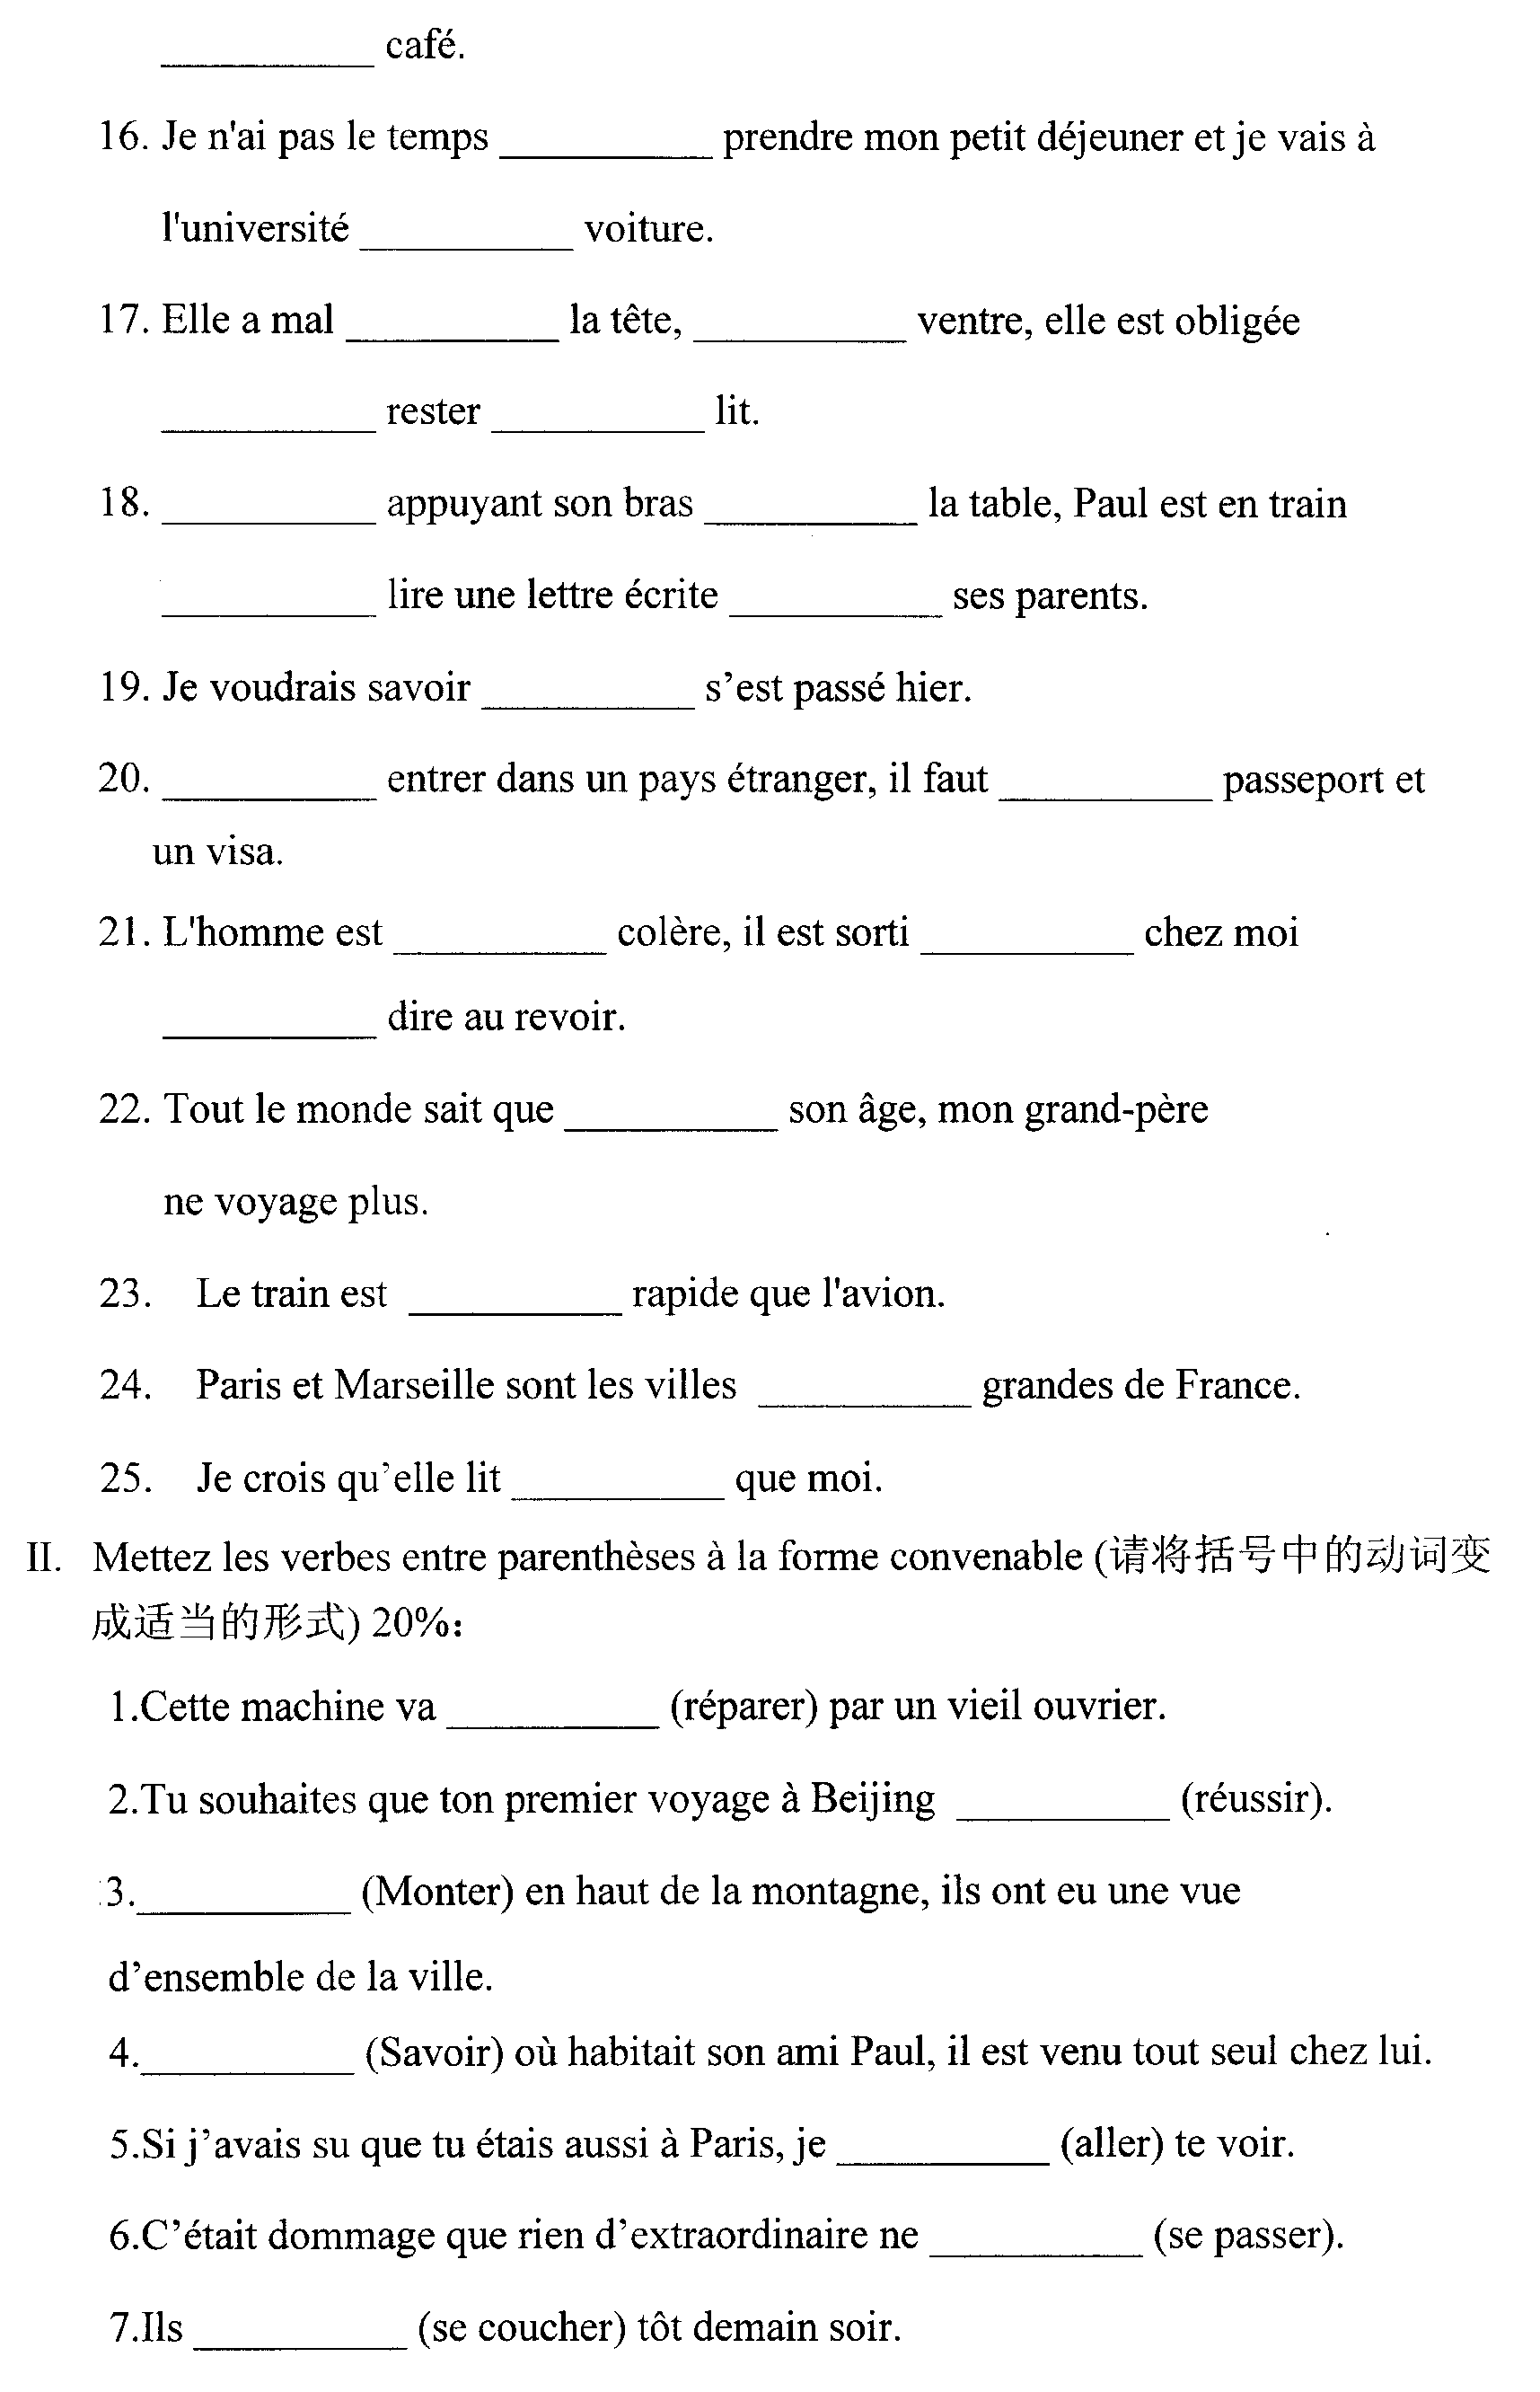 __________ café.
16. Je n'ai pas le temps __________ prendre mon petit déjeuner et je vais à
l'université __________ voiture.
17. Elle a mal __________ la tête, __________ ventre, elle est obligée
__________ rester __________ lit.
18. __________ appuyant son bras __________ la table, Paul est en train
__________ lire une lettre écrite __________ ses parents.
19. Je voudrais savoir __________ s’est passé hier.
20. __________ entrer dans un pays étranger, il faut __________ passeport et
un visa.
21. L'homme est __________ colère, il est sorti __________ chez moi
__________ dire au revoir.
22. Tout le monde sait que __________ son âge, mon grand-père
ne voyage plus.
23. Le train est __________ rapide que l'avion.
24. Paris et Marseille sont les villes __________ grandes de France.
25. Je crois qu’elle lit __________ que moi.
II. Mettez les verbes entre parenthèses à la forme convenable (请将括号中的动词变
成适当的形式) 20%:
1.Cette machine va __________ (réparer) par un vieil ouvrier.
2.Tu souhaites que ton premier voyage à Beijing __________ (réussir).
3.__________ (Monter) en haut de la montagne, ils ont eu une vue
d’ensemble de la ville.
4.__________ (Savoir) où habitait son ami Paul, il est venu tout seul chez lui.
5.Si j’avais su que tu étais aussi à Paris, je __________ (aller) te voir.
6.C’était dommage que rien d’extraordinaire ne __________ (se passer).
7.Ils __________ (se coucher) tôt demain soir.